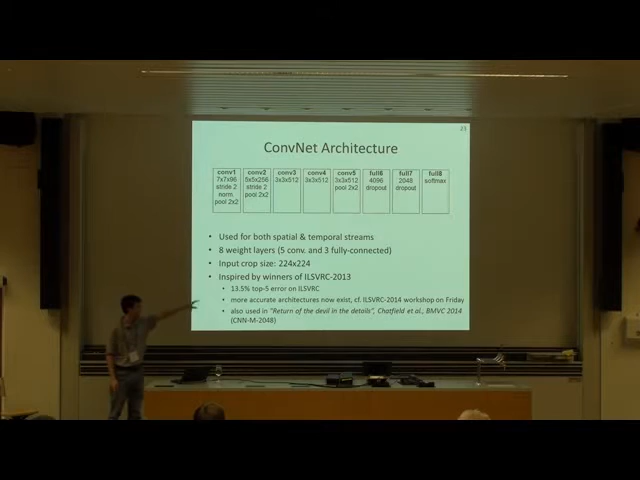 23
ConvNet Architecture
conv1 conv2 conv3 conv4 conv5 full6 full7 full8
7x7x96 5x5x256 3x3x512 3x3x512 3x3x512 4096 2048 softmax
stride 2 stride 2 pool 2x2 dropout dropout
norm. pool 2x2
pool 2x2
• Used for both spatial & temporal streams
• 8 weight layers (5 conv. and 3 fully-connected)
• Input crop size: 224x224
• Inspired by winners of ILSVRC-2013
• 13.5% top-5 error on ILSVRC
• more accurate architectures now exist, cf. ILSVRC-2014 workshop on Friday
• also used in "Return of the devil in the details", Chatfield et al., BMVC 2014
(CNN-M-2048)